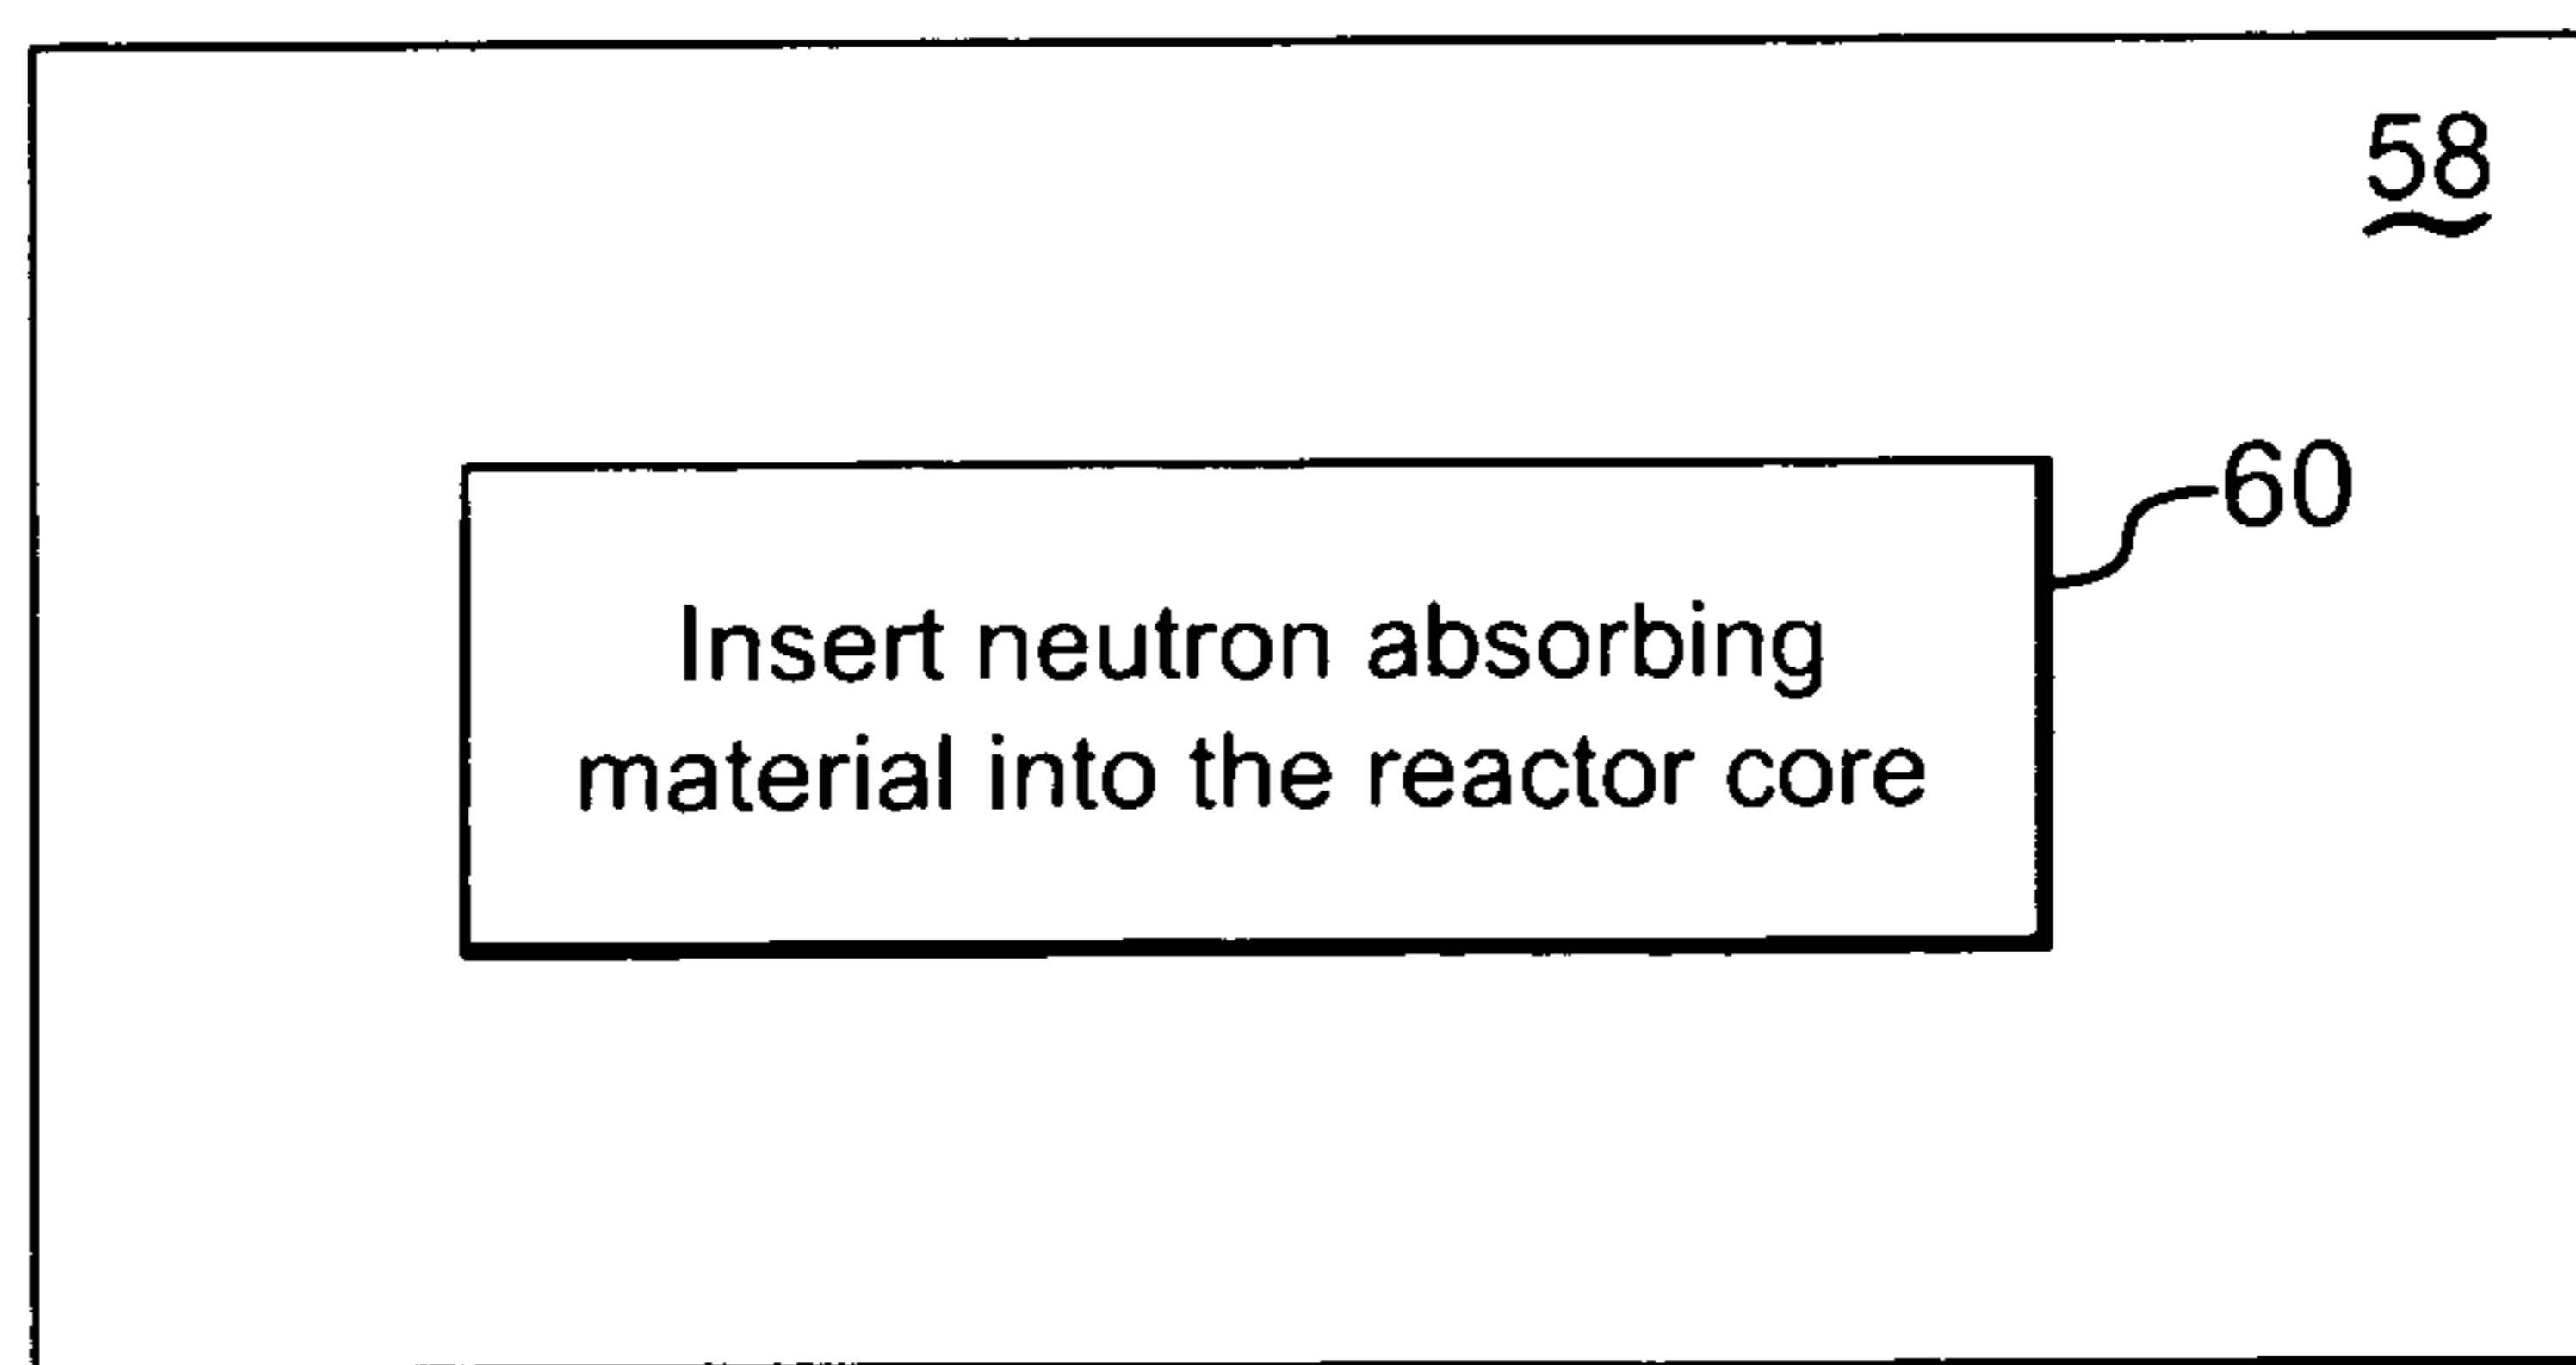 58
60
Insert neutron absorbing
material into the reactor core